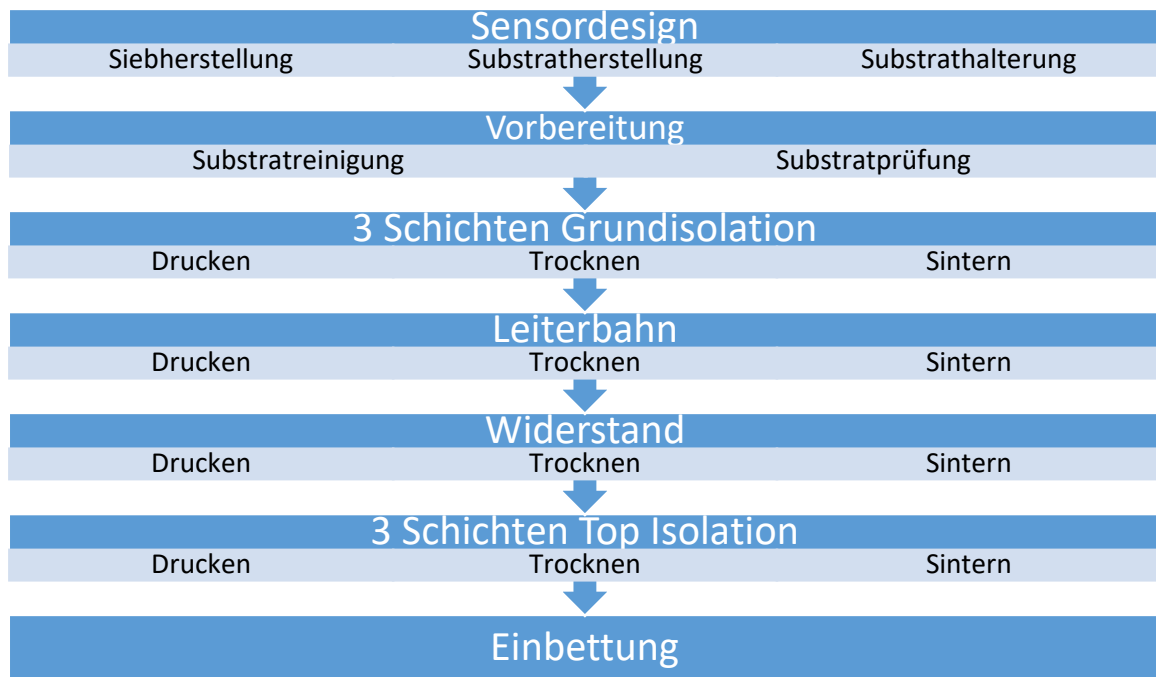 Sensordesign
Siebherstellung Substratherstellung Substrathalterung
Vorbereitung
Substratreinigung Substratprüfung
3 Schichten Grundisolation
Drucken Trocknen Sintern
Leiterbahn
Drucken Trocknen Sintern
Widerstand
Drucken Trocknen Sintern
3 Schichten Top Isolation
Drucken Trocknen Sintern
Einbettung